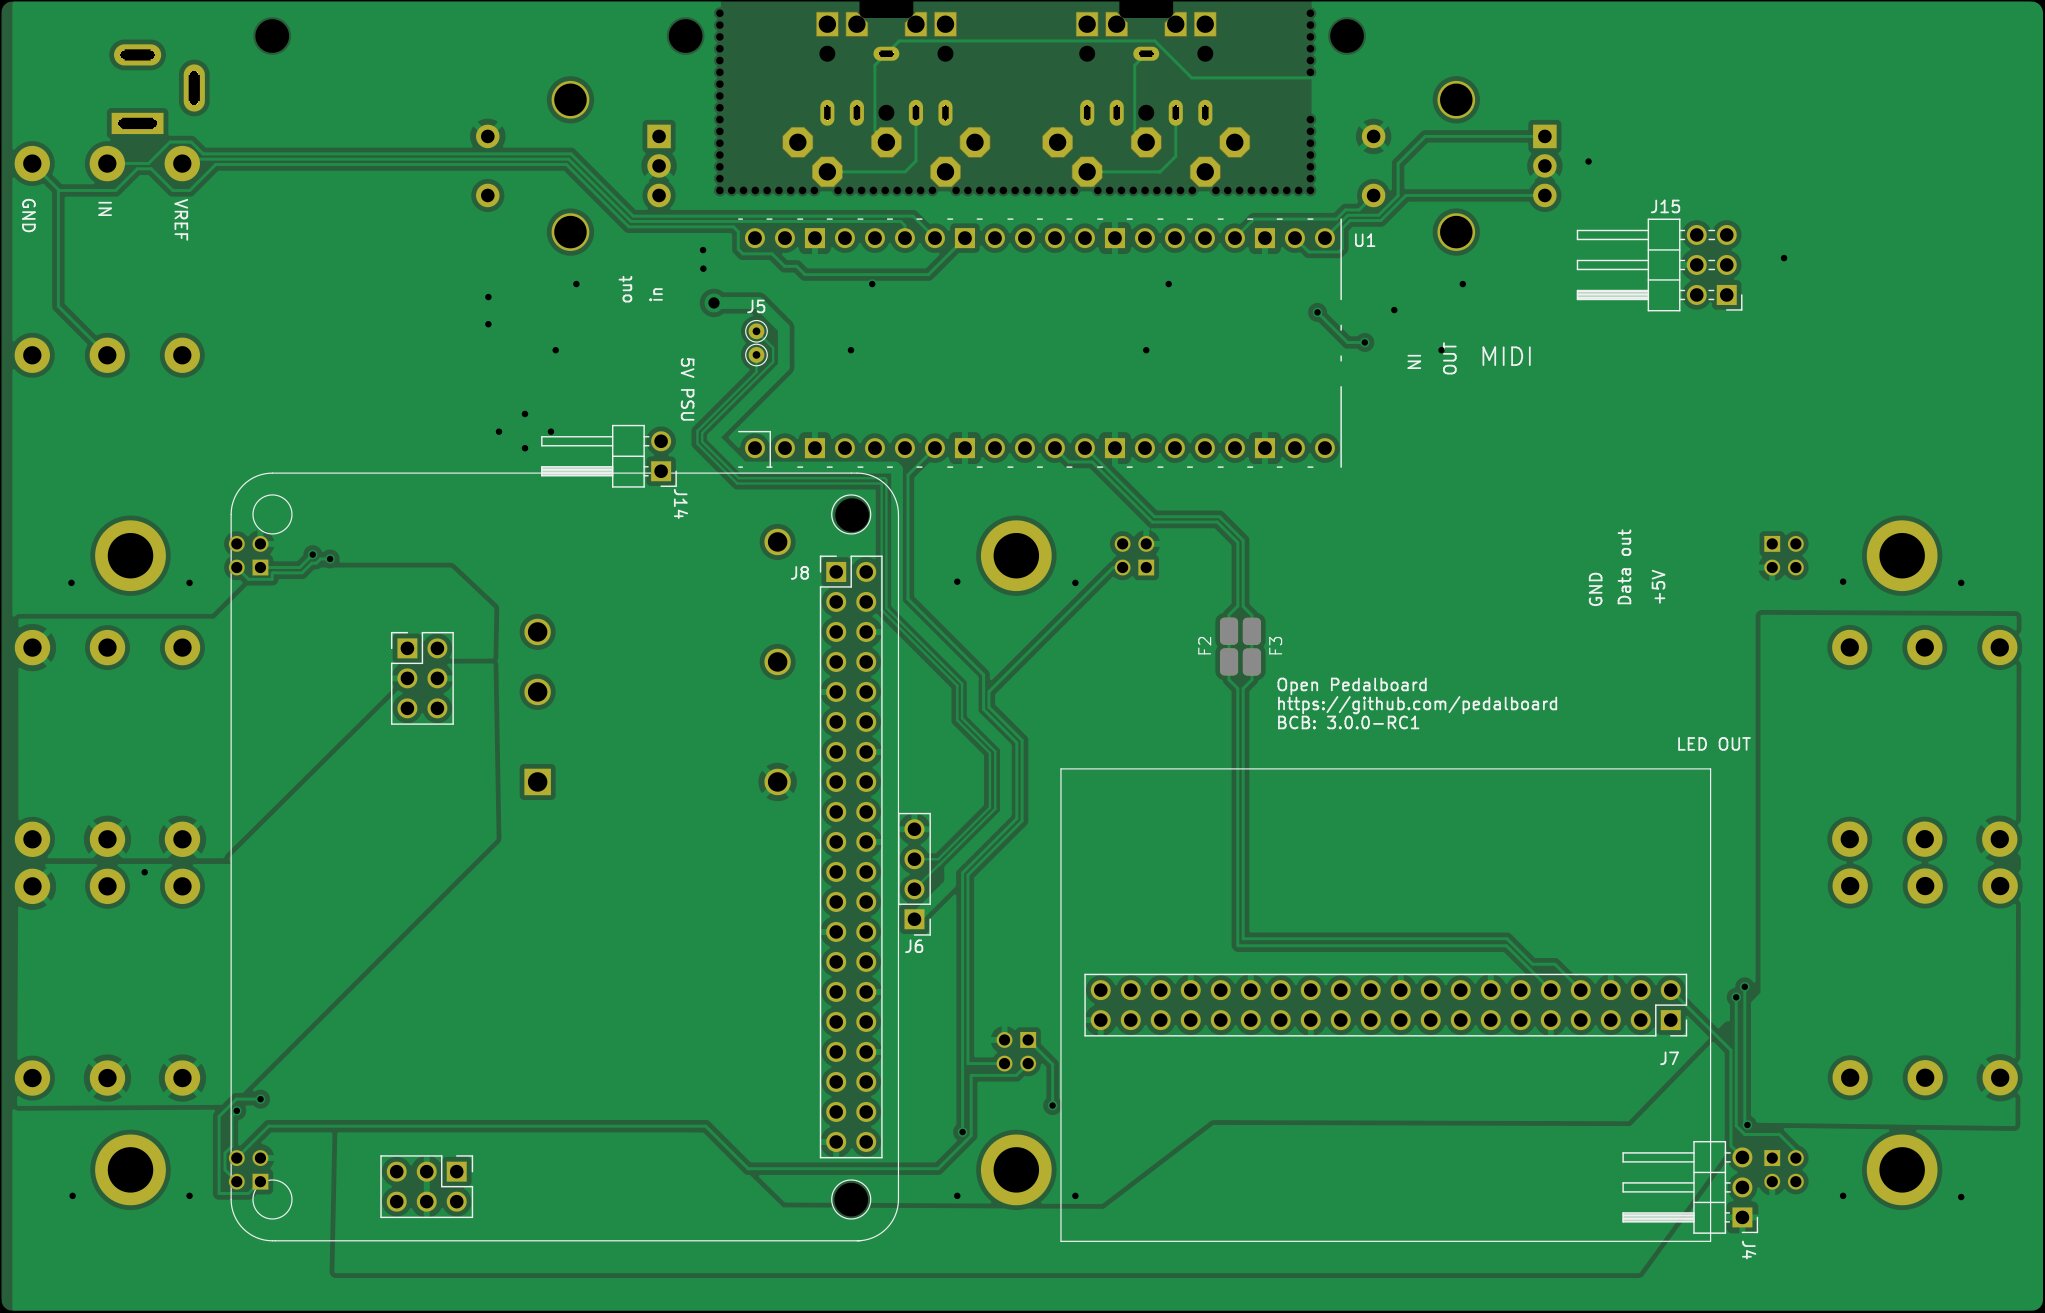 GND
IN
VREF
J15
U1
out
in
J5
5V PSU
IN
OUT
MIDI
J14
J8
GND
Data out
+5V
F2
F3
Open Pedalboard
https://github.com/pedalboard
BCB: 3.0.0-RC1
LED OUT
J6
J7
J4